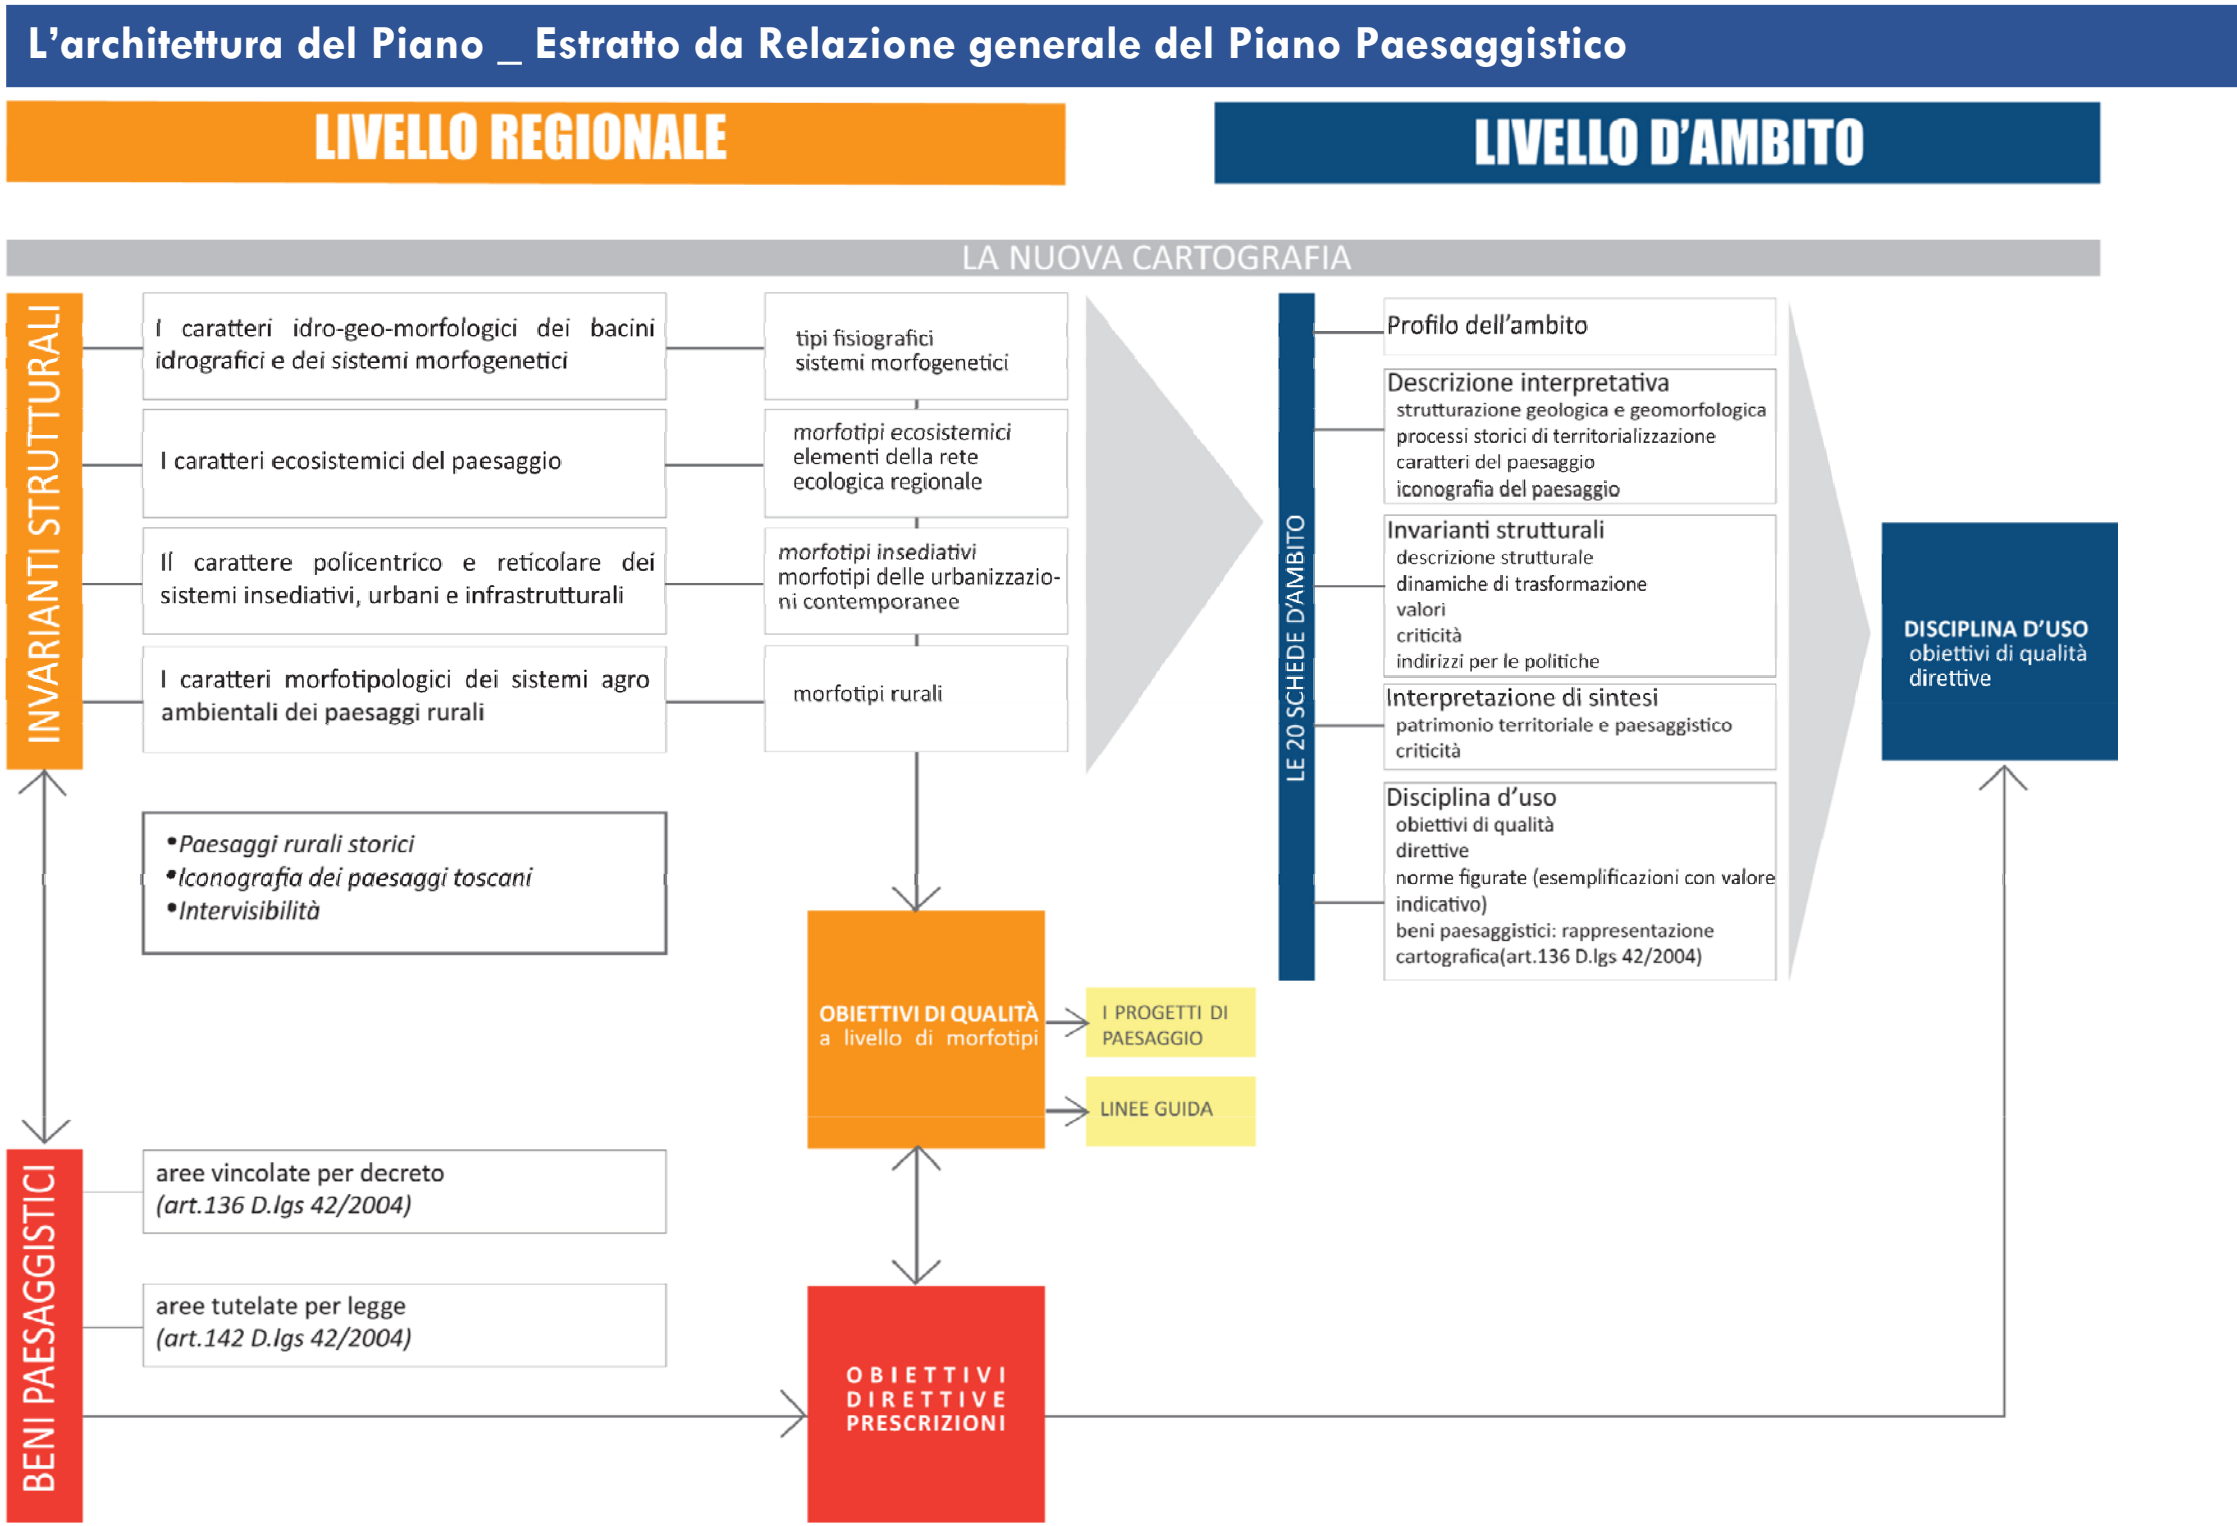 L'architettura del Piano _ Estratto da Relazione generale del Piano Paesaggistico
LIVELLO REGIONALE
LIVELLO D'AMBITO
LA NUOVA CARTOGRAFIA
INVARIANTI STRUTTURALI
I caratteri idro-geo-morfologici dei bacini
idrografici e dei sistemi morfogenetici
tipi fisiografici
sistemi morfogenetici
I caratteri ecosistemici del paesaggio
morfotipi ecosistemici
elementi della rete
ecologica regionale
Il carattere policentrico e reticolare dei
sistemi insediativi, urbani e infrastrutturali
morfotipi insediativi
morfotipi delle urbanizzazio-
ni contemporanee
I caratteri morfotipologici dei sistemi agro
ambientali dei paesaggi rurali
morfotipi rurali
•Paesaggi rurali storici
•Iconografia dei paesaggi toscani
•Intervisibilità
OBIETTIVI DI QUALITÀ
a livello di morfotipi
I PROGETTI DI
PAESAGGIO
LINEE GUIDA
BENI PAESAGGISTICI
aree vincolate per decreto
(art.136 D.lgs 42/2004)
aree tutelate per legge
(art.142 D.lgs 42/2004)
OBIETTIVI
DIRETTIVE
PRESCRIZIONI
LE 20 SCHEDE D'AMBITO
Profilo dell'ambito
Descrizione interpretativa
strutturazione geologica e geomorfologica
processi storici di territorializzazione
caratteri del paesaggio
iconografia del paesaggio
Invarianti strutturali
descrizione strutturale
dinamiche di trasformazione
valori
criticità
indirizzi per le politiche
Interpretazione di sintesi
patrimonio territoriale e paesaggistico
criticità
Disciplina d'uso
obiettivi di qualità
direttive
norme figurate (esemplificazioni con valore
indicativo)
beni paesaggistici: rappresentazione
cartografica(art.136 D.lgs 42/2004)
DISCIPLINA D'USO
obiettivi di qualità
direttive